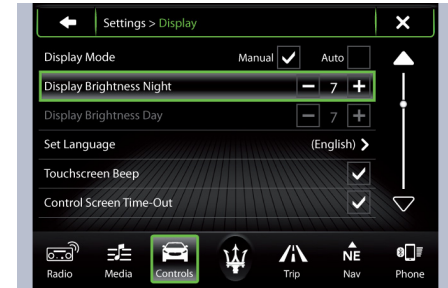 Settings > Display
Display Mode Manual Auto
Display Brightness Night - 7 +
Display Brightness Day - 7 +
Set Language (English) >
Touchscreen Beep
Control Screen Time-Out
NE
Radio Media Controls Trip Nav Phone